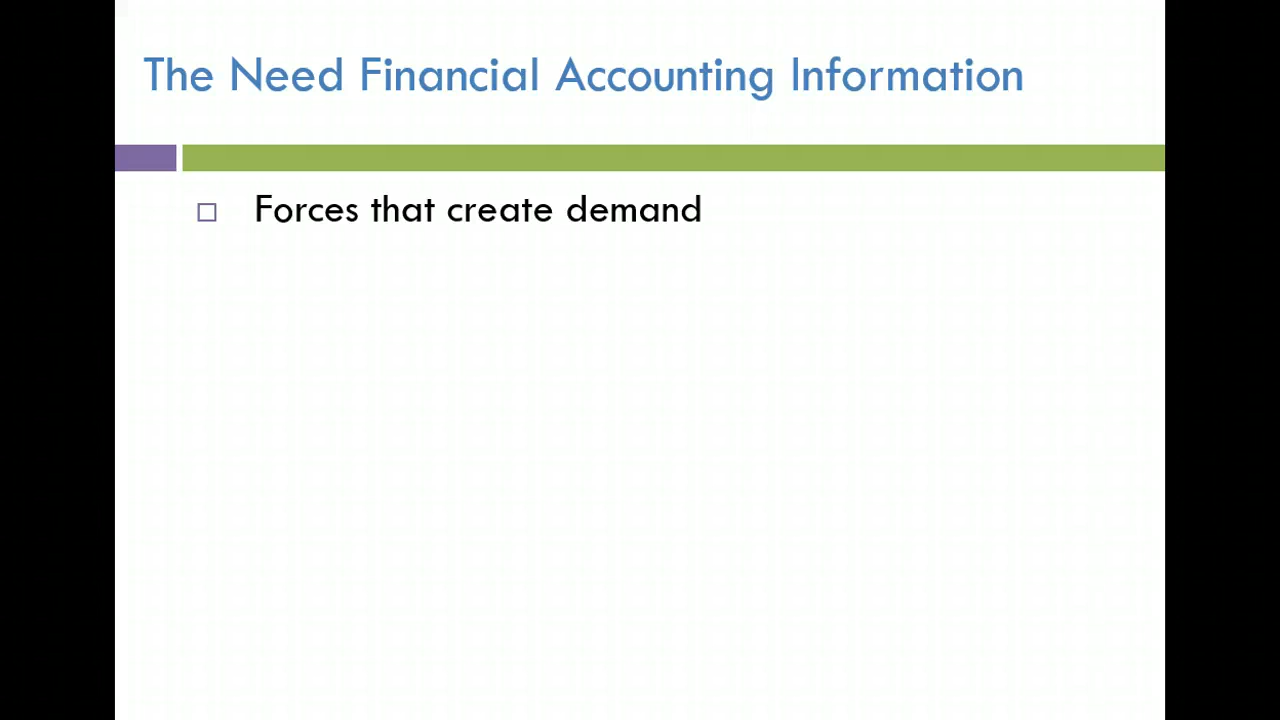 The Need Financial Accounting Information
Forces that create demand